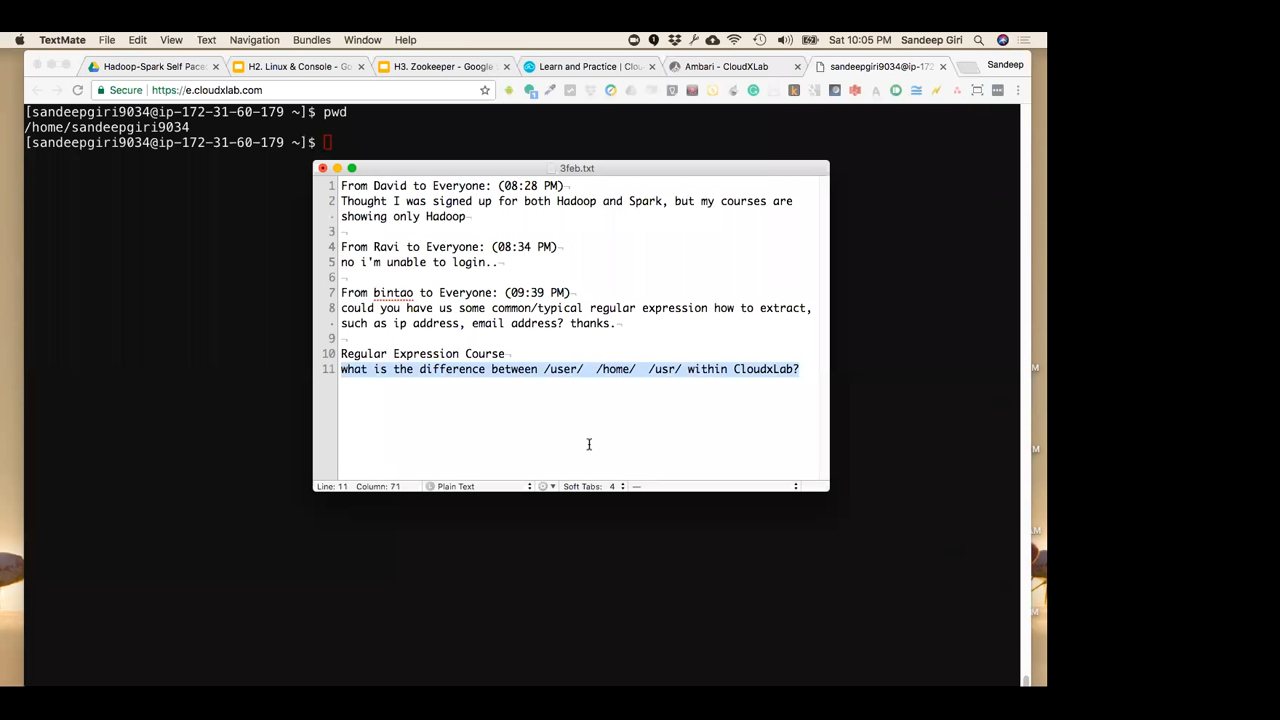 TextMate File Edit View Text Navigation Bundles Window Help Sat 10:05 PM Sandeep Giri
Hadoop-Spark Self Pace H2. Linux & Console - Go H3. Zookeeper - Google Learn and Practice | Clou Ambari - CloudXLab sandeepgiri9034@ip-172 Sandeep
Secure https://e.cloudxlab.com
[sandeepgiri9034@ip-172-31-60-179 ~]$ pwd
/home/sandeepgiri9034
[sandeepgiri9034@ip-172-31-60-179 ~]$
3feb.txt
1 From David to Everyone: (08:28 PM)¬
2 Thought I was signed up for both Hadoop and Spark, but my courses are
· showing only Hadoop¬
3 ¬
4 From Ravi to Everyone: (08:34 PM)¬
5 no i'm unable to login..¬
6 ¬
7 From bintao to Everyone: (09:39 PM)¬
8 could you have us some common/typical regular expression how to extract,
· such as ip address, email address? thanks.¬
9 ¬
10 Regular Expression Course¬
11 what is the difference between /user/  /home/  /usr/ within CloudxLab?
Line: 11 Column: 71 Plain Text Soft Tabs: 4 —